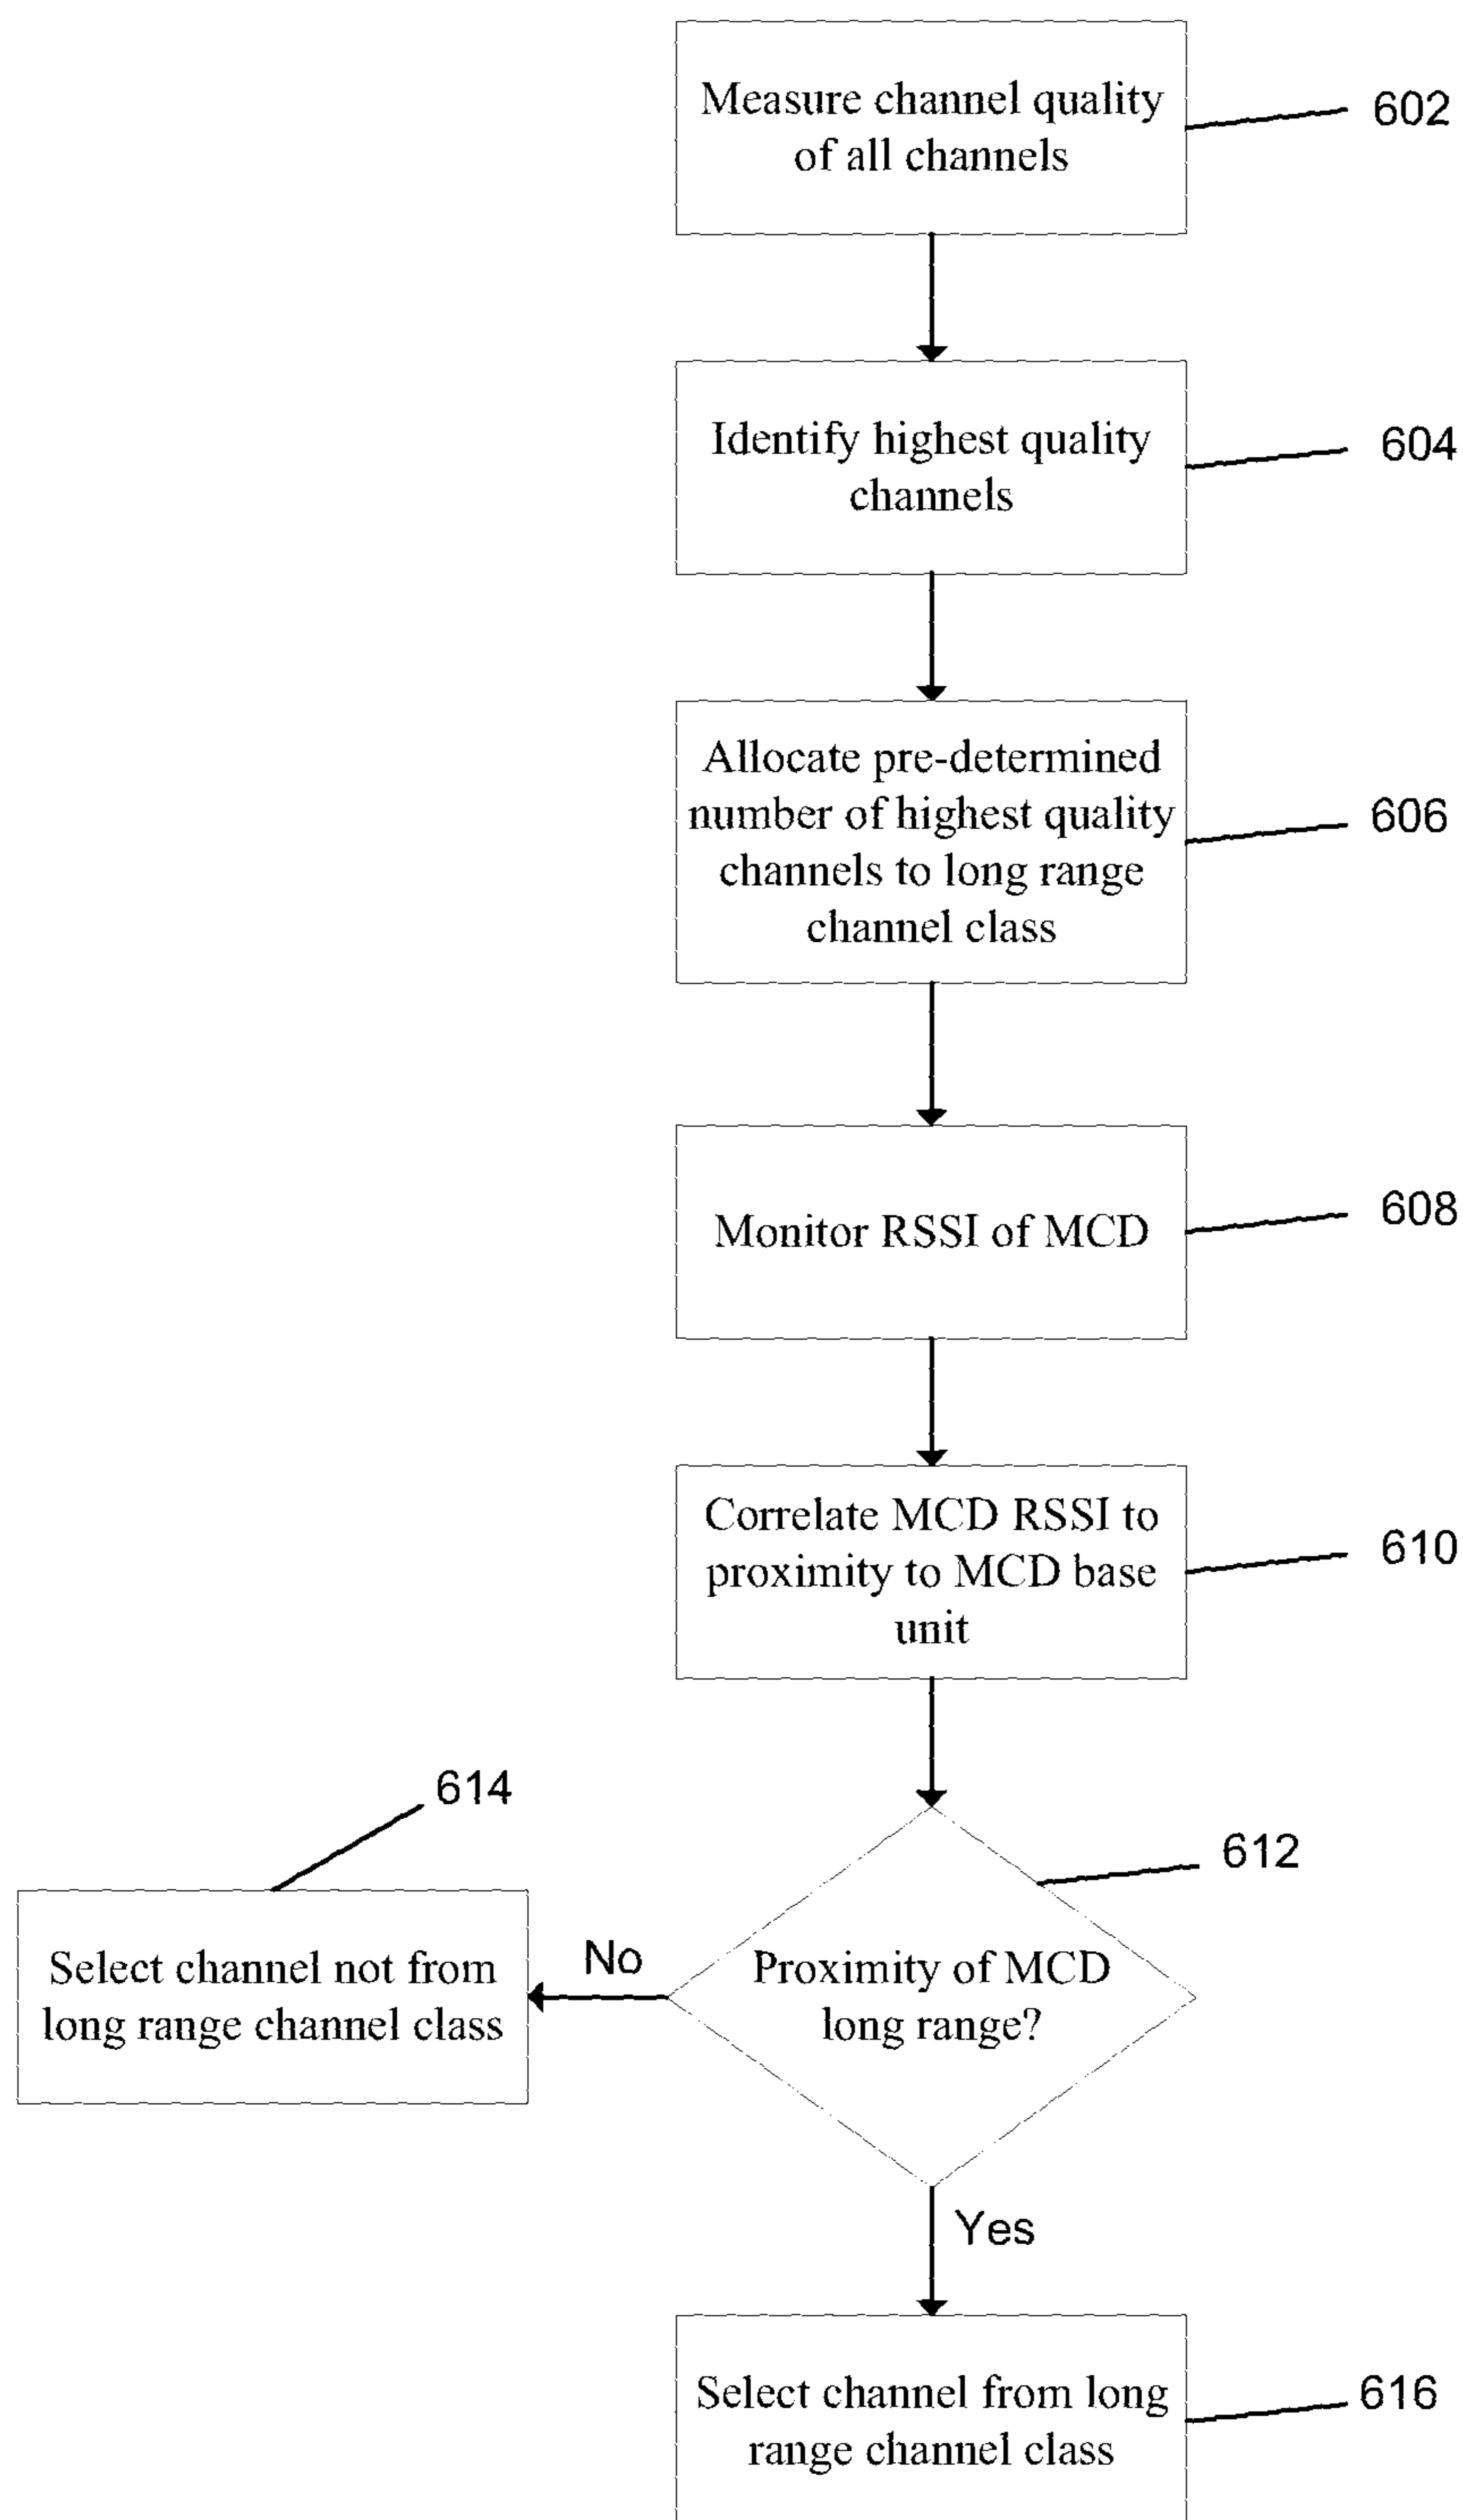 Measure channel quality
of all channels
602
Identify highest quality
channels
604
Allocate pre-determined
number of highest quality
channels to long range
channel class
606
Monitor RSSI of MCD
608
Correlate MCD RSSI to
proximity to MCD base
unit
610
614
612
Select channel not from
long range channel class
No
Proximity of MCD
long range?
Yes
Select channel from long
range channel class
616